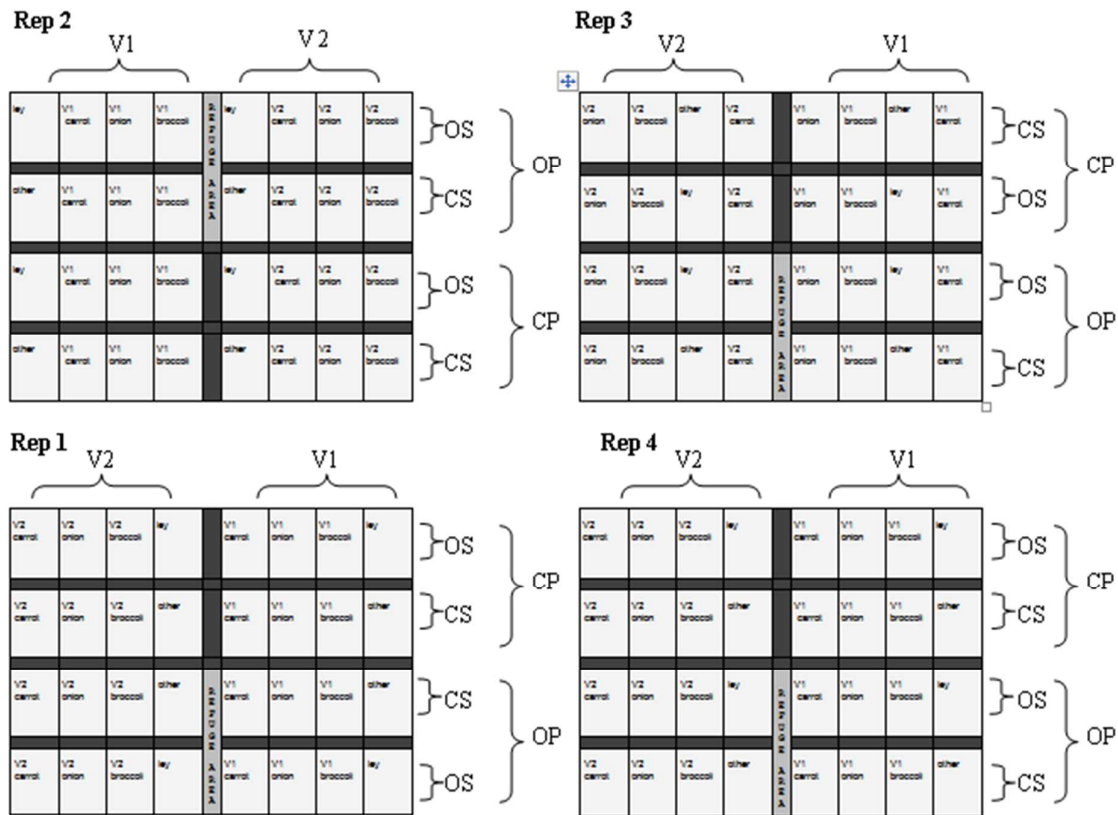 Rep 2
V1 V2
ley V1 V1 V1 ley V2 V2 V2
carrot onion broccoli carrot onion broccoli
OS
other V1 V1 V1 other V2 V2 V2
carrot onion broccoli carrot onion broccoli
CS
OP
REFUGE AREA
ley V1 V1 V1 ley V2 V2 V2
carrot onion broccoli carrot onion broccoli
OS
other V1 V1 V1 other V2 V2 V2
carrot onion broccoli carrot onion broccoli
CS
CP
Rep 3
V2 V1
V2 V2 other V2 V1 V1 other V1
onion broccoli carrot onion broccoli carrot
CS
V2 V2 ley V2 V1 V1 ley V1
onion broccoli carrot onion broccoli carrot
OS
CP
V2 V2 ley V2 V1 V1 ley V1
onion broccoli carrot onion broccoli carrot
OS
V2 V2 other V2 V1 V1 other V1
onion broccoli carrot onion broccoli carrot
CS
OP
REFUGE AREA
Rep 1
V2 V1
V2 V2 V2 ley V1 V1 V1 ley
carrot onion broccoli carrot onion broccoli
OS
V2 V2 V2 other V1 V1 V1 other
carrot onion broccoli carrot onion broccoli
CS
CP
V2 V2 V2 other V1 V1 V1 other
carrot onion broccoli carrot onion broccoli
CS
V2 V2 V2 ley V1 V1 V1 ley
carrot onion broccoli carrot onion broccoli
OS
OP
REFUGE AREA
Rep 4
V2 V1
V2 V2 V2 ley V1 V1 V1 ley
carrot onion broccoli carrot onion broccoli
OS
V2 V2 V2 other V1 V1 V1 other
carrot onion broccoli carrot onion broccoli
CS
CP
V2 V2 V2 ley V1 V1 V1 ley
carrot onion broccoli carrot onion broccoli
OS
V2 V2 V2 other V1 V1 V1 other
carrot onion broccoli carrot onion broccoli
CS
OP
REFUGE AREA